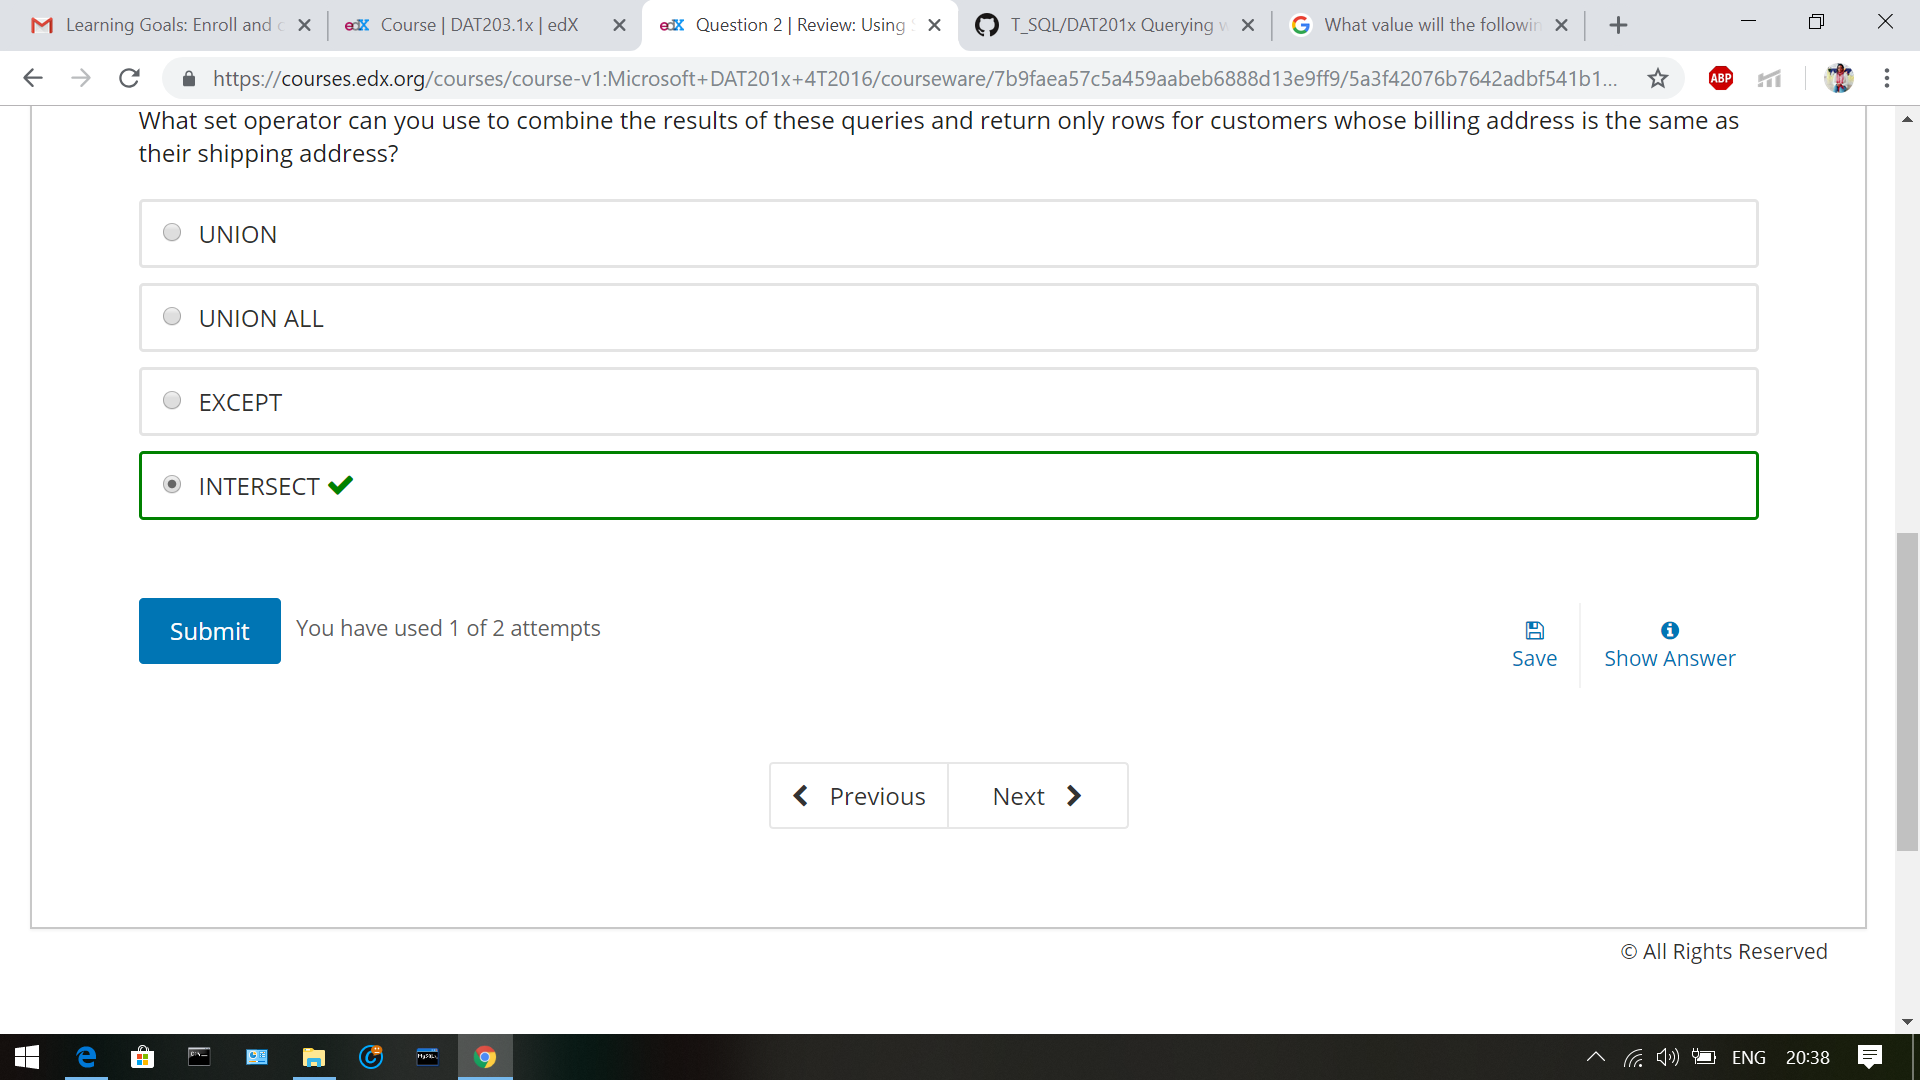 Learning Goals: Enroll and
edX Course | DAT203.1x | edX
edX Question 2 | Review: Using
T_SQL/DAT201x Querying
What value will the followin
https://courses.edx.org/courses/course-v1:Microsoft+DAT201x+4T2016/courseware/7b9faea57c5a459aabeb6888d13e9ff9/5a3f42076b7642adbf541b1...
ABP
What set operator can you use to combine the results of these queries and return only rows for customers whose billing address is the same as
their shipping address?
UNION
UNION ALL
EXCEPT
INTERSECT
Submit
You have used 1 of 2 attempts
Save
Show Answer
Previous
Next
© All Rights Reserved
ENG
20:38